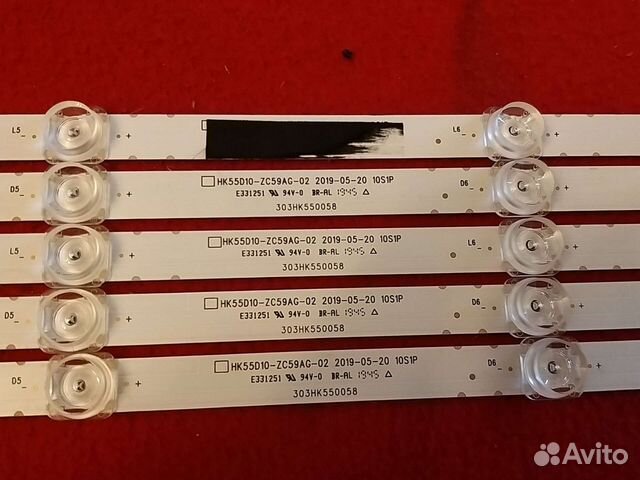 L5 - + L6 - +
D5 - + □HK55D10-ZC59AG-02 2019-05-20 10S1P D6 - +
E331251 94V-0 BR-AL 1945 △
303HK550058
L5 - + □HK55D10-ZC59AG-02 2019-05-20 10S1P L6 - +
E331251 94V-0 BR-AL 1945 △
303HK550058
D5 - + □HK55D10-ZC59AG-02 2019-05-20 10S1P D6 - +
E331251 94V-0 BR-AL 1945 △
303HK550058
D5 - + □HK55D10-ZC59AG-02 2019-05-20 10S1P D6 - +
E331251 94V-0 BR-AL 1945 △
303HK550058
Avito